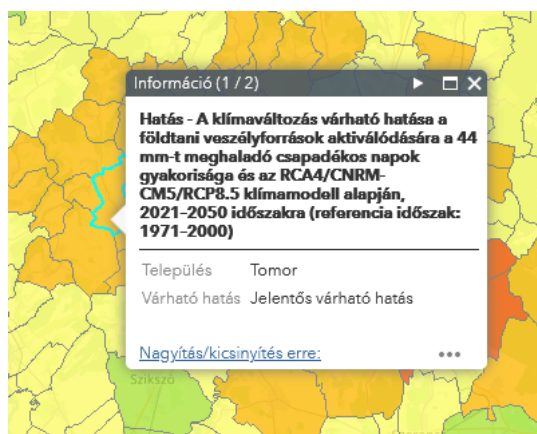 Információ (1 / 2)
Hatás - A klímaváltozás várható hatása a
földtani veszélyforrások aktiválódására a 44
mm-t meghaladó csapadékos napok
gyakorisága és az RCA4/CNRM-
CM5/RCP8.5 klímamodell alapján,
2021-2050 időszakra (referencia időszak:
1971-2000)
Település Tomor
Várható hatás Jelentős várható hatás
Nagyítás/kicsinyítés erre:
Szikszó